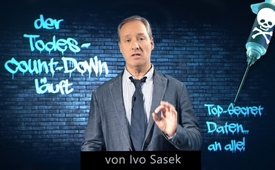 der
Todes-
Count-Down
läuft
Top-Secret
Daten...
an alle!
von Ivo Sasek